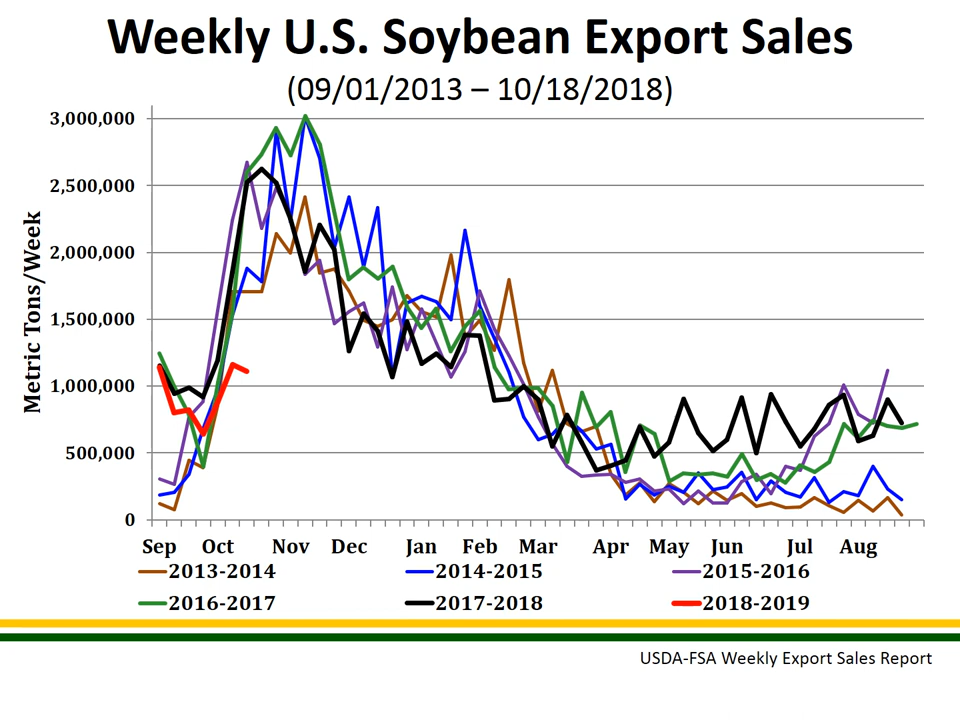 Weekly U.S. Soybean Export Sales
(09/01/2013 – 10/18/2018)
Metric Tons/Week
3,000,000
2,500,000
2,000,000
1,500,000
1,000,000
500,000
0
Sep Oct Nov Dec Jan Feb Mar Apr May Jun Jul Aug
2013-2014 2014-2015 2015-2016
2016-2017 2017-2018 2018-2019
USDA-FSA Weekly Export Sales Report